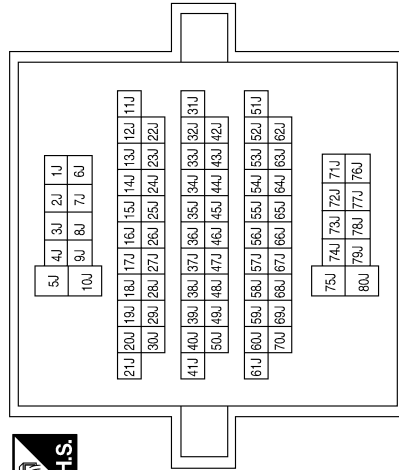 H.S.
5J 4J 3J 2J 1J
10J 9J 8J 7J 6J
21J 20J 19J 18J 17J 16J 15J 14J 13J 12J 11J
30J 29J 28J 27J 26J 25J 24J 23J 22J
41J 40J 39J 38J 37J 36J 35J 34J 33J 32J 31J
50J 49J 48J 47J 46J 45J 44J 43J 42J
61J 60J 59J 58J 57J 56J 55J 54J 53J 52J 51J
70J 69J 68J 67J 66J 65J 64J 63J 62J
75J 74J 73J 72J 71J
80J 79J 78J 77J 76J